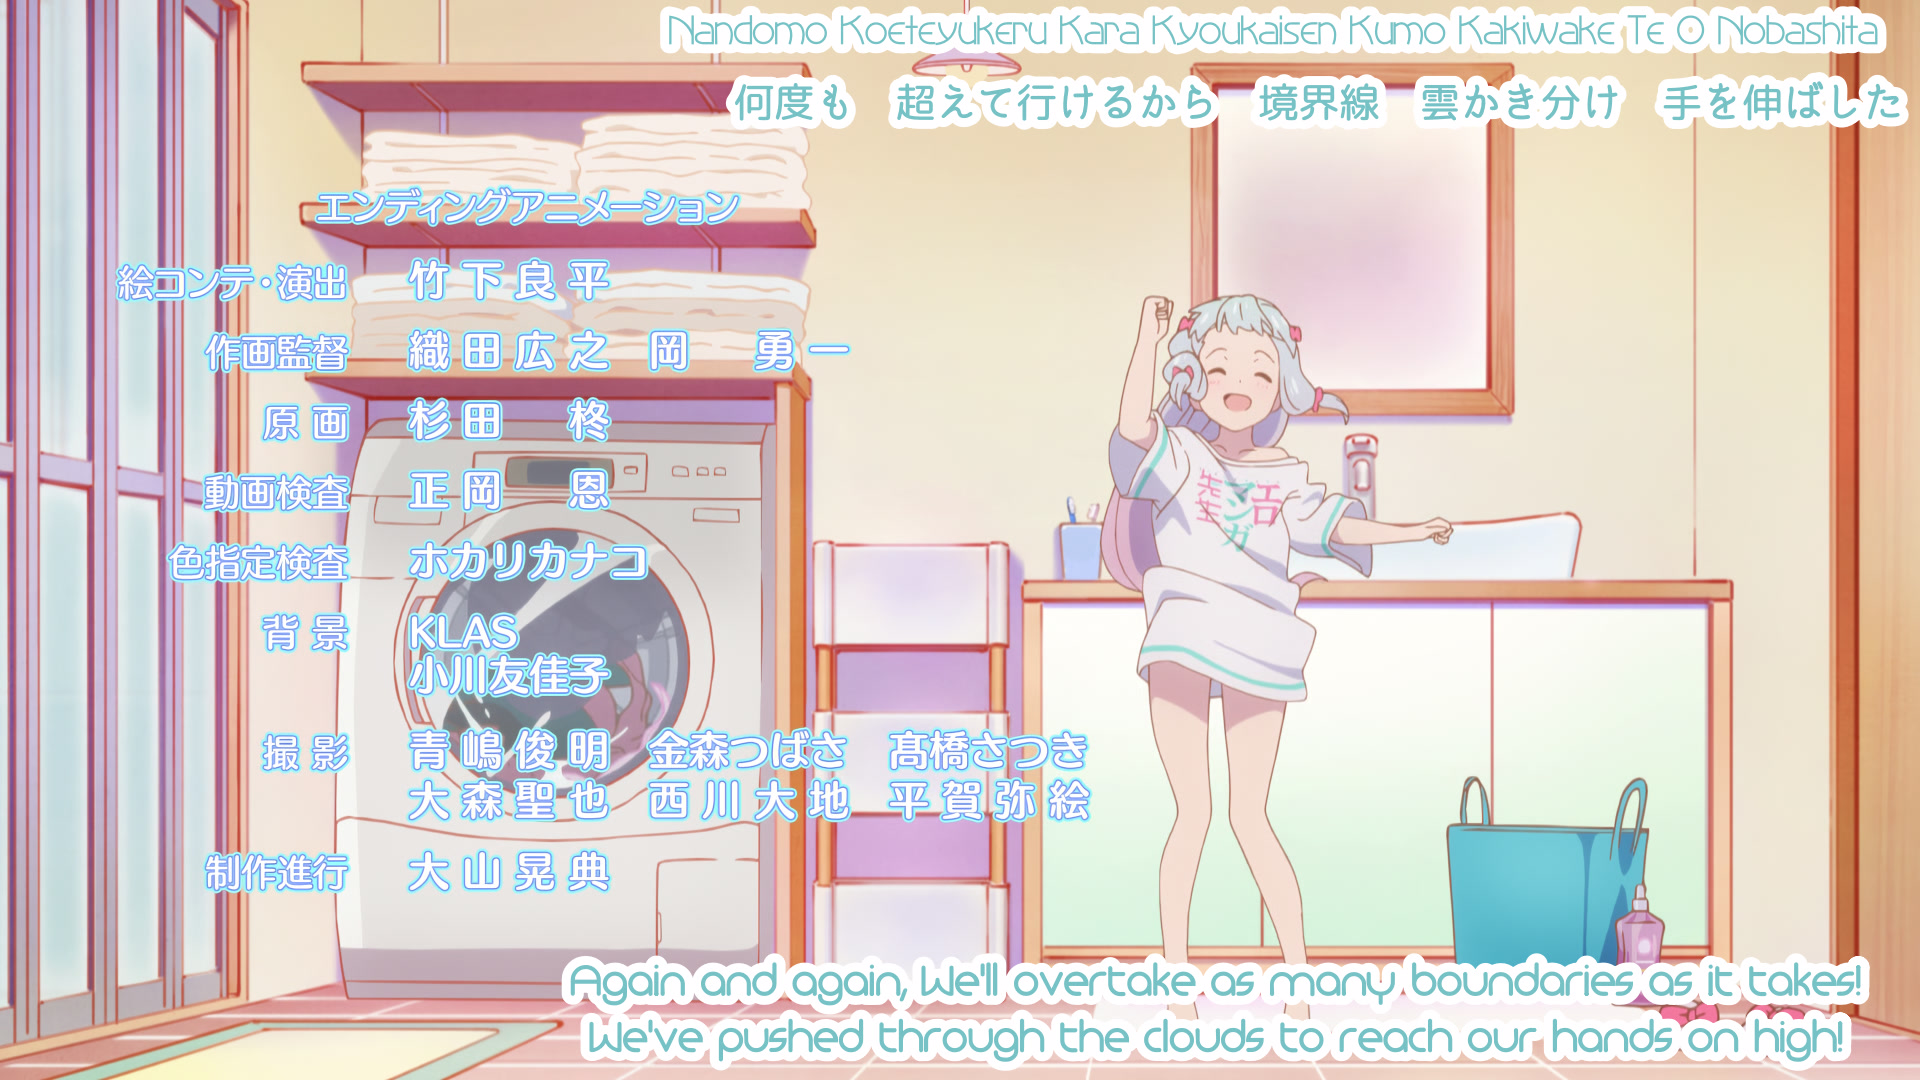 Nandomo Koeteyukeru Kara Kyoukaisen Kumo Kakiwake Te O Nobashita
何度も　超えて行けるから　境界線　雲かき分け　手を伸ばした
エンディングアニメーション
絵コンテ・演出　竹下良平
作画監督　織田広之　岡　勇一
原画　杉田　柊
動画検査　正岡　恩
色指定検査　ホカリカナコ
背景　KLAS
小川友佳子
撮影　青嶋俊明　金森つばさ　髙橋さつき
大森聖也　西川大地　平賀弥絵
制作進行　大山晃典
エロ
マンガ
先生
Again and again, We'll overtake as many boundaries as it takes!
We've pushed through the clouds to reach our hands on high!